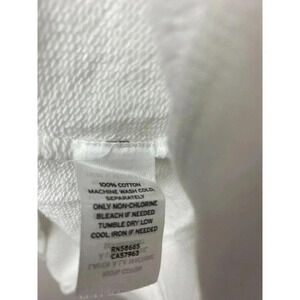 100% COTTON
MACHINE WASH COLD,
SEPARATELY
ONLY NON-CHLORINE
BLEACH IF NEEDED
TUMBLE DRY LOW
COOL IRON IF NEEDED
RN58665
CA57963